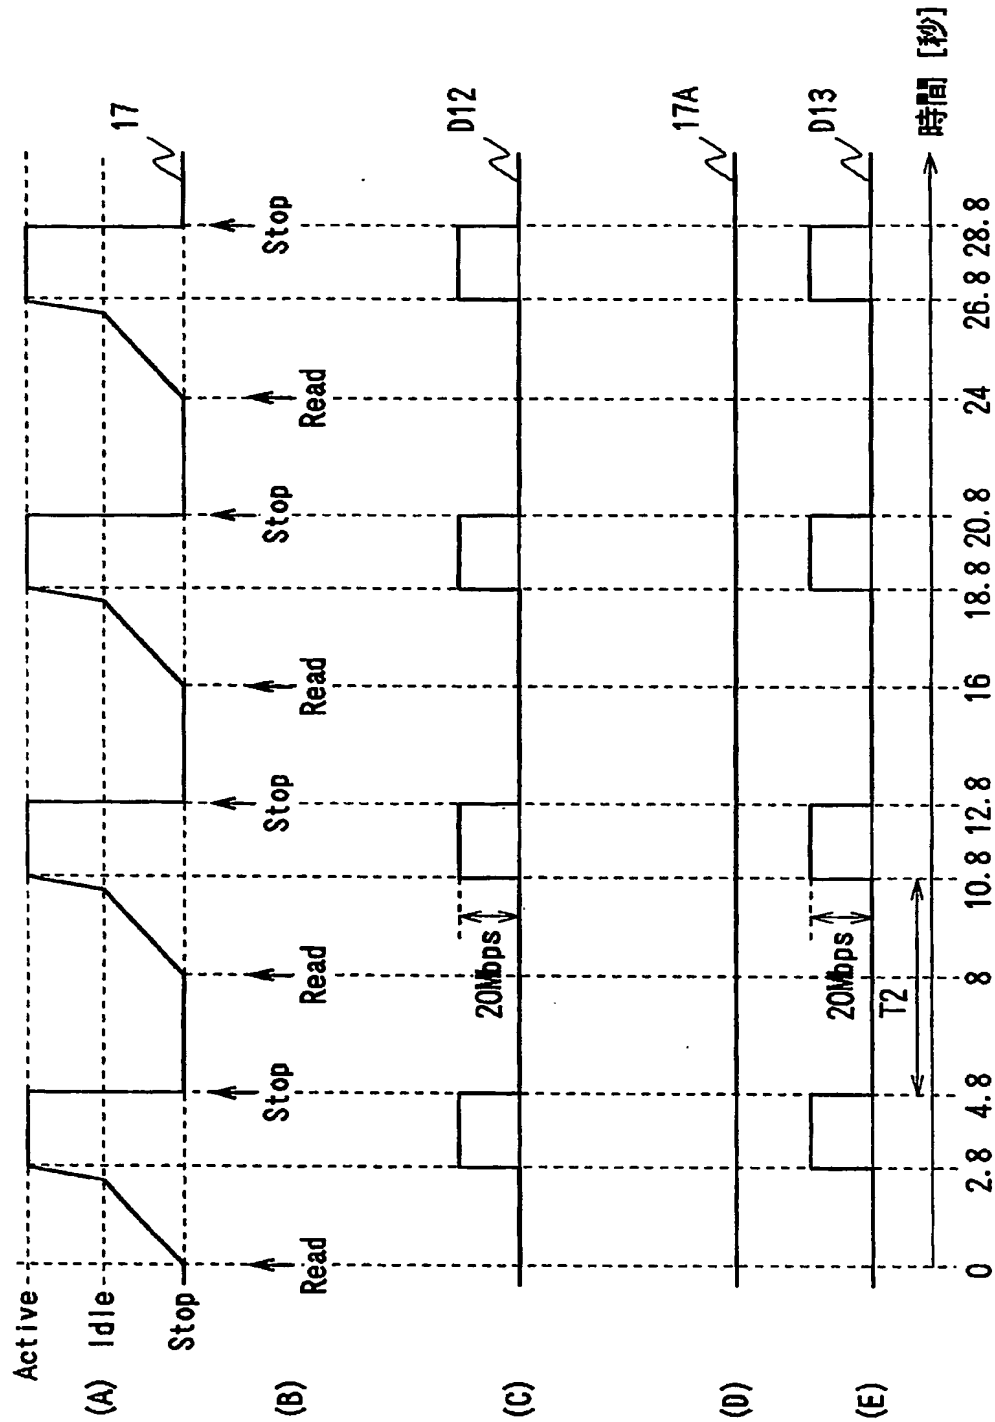 Active
Idle
Stop
(A)
17
(B)
Read
Stop
Read
Stop
Read
Stop
Read
Stop
(C)
20Mbps
D12
(D)
17A
(E)
20Mbps
D13
T2
0
2.8
4.8
8
10.8
12.8
16
18.8
20.8
24
26.8
28.8
時間 [秒]